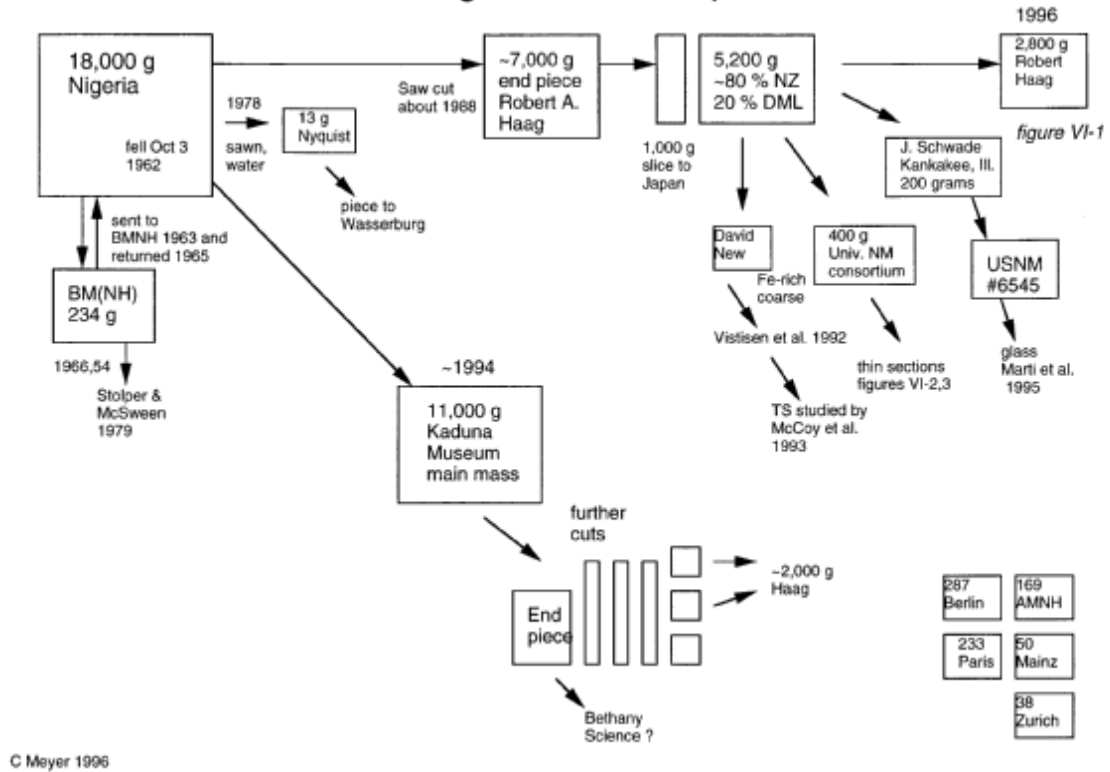 18,000 g
Nigeria
fell Oct 3
1962
1978
sawn,
water
13 g
Nyquist
piece to
Wasserburg
sent to
BMNH 1963 and
returned 1965
BM(NH)
234 g
1966,54
Stolper &
McSween
1979
Saw cut
about 1988
~7,000 g
end piece
Robert A.
Haag
1,000 g
slice to
Japan
5,200 g
~80 % NZ
20 % DML
1996
2,800 g
Robert
Haag
figure VI-1
J. Schwade
Kankakee, III.
200 grams
USNM
#6545
glass
Marti et al.
1995
David
New
Fe-rich
coarse
Vistisen et al. 1992
TS studied by
McCoy et al.
1993
400 g
Univ. NM
consortium
thin sections
figures VI-2,3
~1994
11,000 g
Kaduna
Museum
main mass
further
cuts
End
piece
~2,000 g
Haag
Bethany
Science ?
287
Berlin
169
AMNH
233
Paris
50
Mainz
38
Zurich
C Meyer 1996